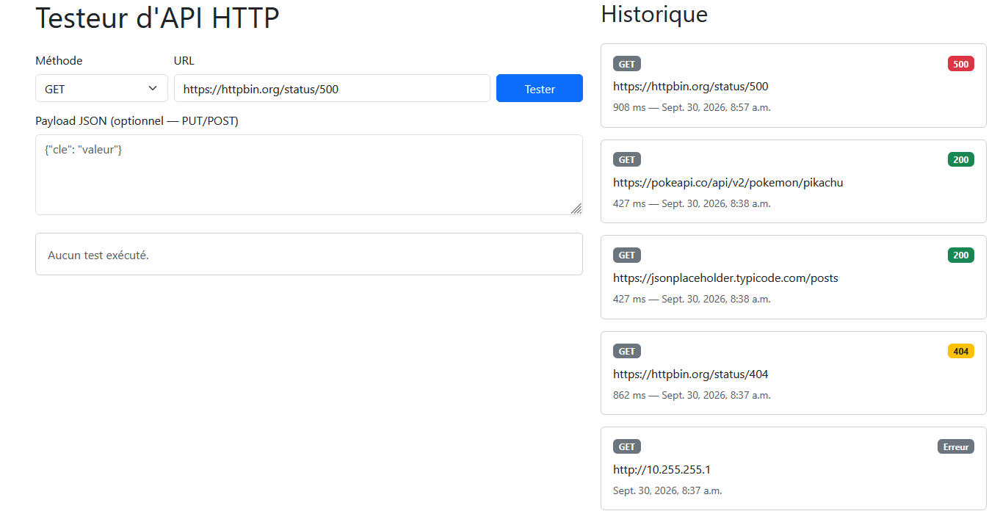 Testeur d'API HTTP
Méthode
URL
GET
https://httpbin.org/status/500
Tester
Payload JSON (optionnel — PUT/POST)
{"cle": "valeur"}
Aucun test exécuté.
Historique
GET
500
https://httpbin.org/status/500
908 ms — Sept. 30, 2026, 8:57 a.m.
GET
200
https://pokeapi.co/api/v2/pokemon/pikachu
427 ms — Sept. 30, 2026, 8:38 a.m.
GET
200
https://jsonplaceholder.typicode.com/posts
427 ms — Sept. 30, 2026, 8:38 a.m.
GET
404
https://httpbin.org/status/404
862 ms — Sept. 30, 2026, 8:37 a.m.
GET
Erreur
http://10.255.255.1
Sept. 30, 2026, 8:37 a.m.